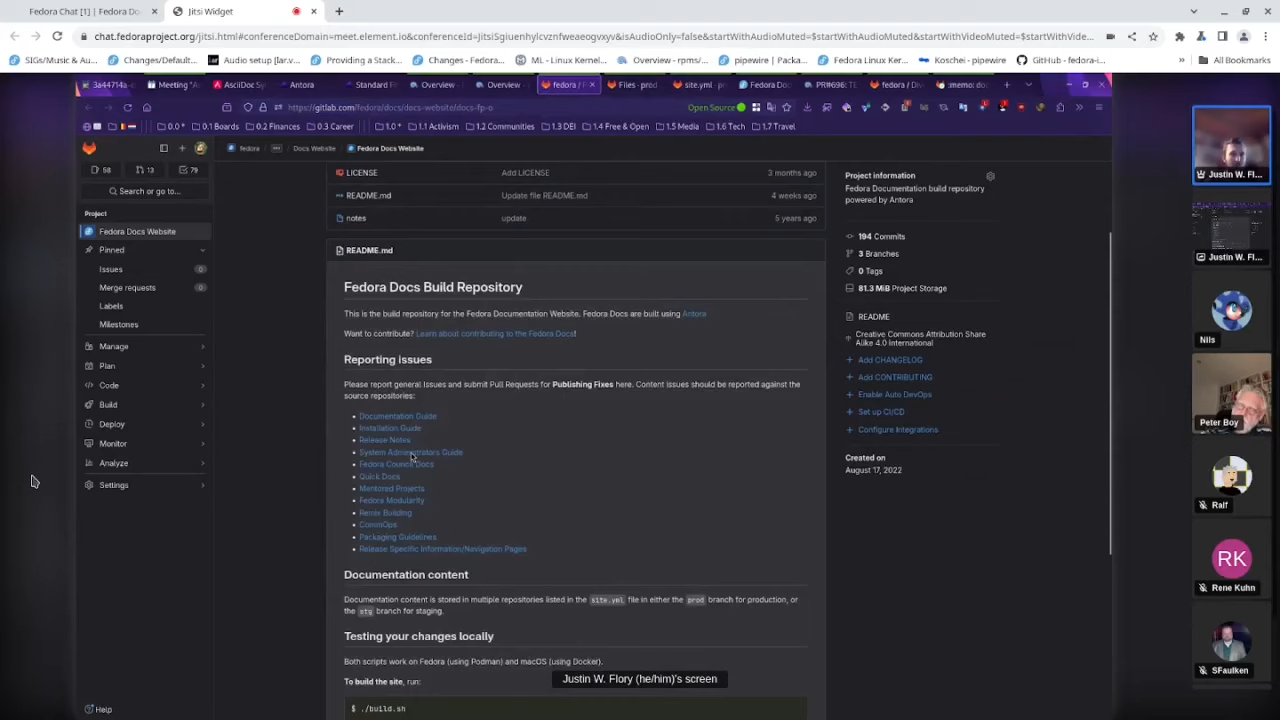 Fedora Chat [1] | Fedora Do
Jitsi Widget
chat.fedoraproject.org/jitsi.html#conferenceDomain=meet.element.io&conferenceId=jitsiSgiuenhylcvznfweaeogvxyv&isAudioOnly=false&startWithAudioMuted=$startWithAudioMuted&startWithVideoMuted=$startWithVideoMuted...
SIGs/Music & Au...
Changes/Default...
Audio setup [lar.v...
Providing a Stack...
Changes - Fedora...
ML - Linux Kernel...
Overview - rpms/...
pipewire | Packa...
Fedora Linux Ker...
Koschei - pipewire
GitHub - fedora-i...
All Bookmarks
3a44714a-
Meeting "A
AsciiDoc Sy
Antora
Standard F
Overview -
Overview
fedora / F
Files · prod
site.yml · pr
Fedora Doc
PR#696: TE
fedora / Di
:memo: doc
https://gitlab.com/fedora/docs/docs-website/docs-fp-o
Open Source
0.0 *
0.1 Boards
0.2 Finances
0.3 Career
1.0 *
1.1 Activism
1.2 Communities
1.3 DEI
1.4 Free & Open
1.5 Media
1.6 Tech
1.7 Travel
fedora
Docs Website
Fedora Docs Website
58
13
79
Search or go to...
Project
Fedora Docs Website
Pinned
Issues 0
Merge requests 0
Labels
Milestones
Manage
Plan
Code
Build
Deploy
Monitor
Analyze
Settings
Help
LICENSE Add LICENSE 3 months ago
README.md Update file README.md 4 weeks ago
notes update 5 years ago
README.md
Fedora Docs Build Repository
This is the build repository for the Fedora Documentation Website. Fedora Docs are built using Antora
Want to contribute? Learn about contributing to the Fedora Docs!
Reporting issues
Please report general Issues and submit Pull Requests for Publishing Fixes here. Content issues should be reported against the
source repositories:
• Documentation Guide
• Installation Guide
• Release Notes
• System Administrators Guide
• Fedora Council Docs
• Quick Docs
• Mentored Projects
• Fedora Modularity
• Remix Building
• CommOps
• Packaging Guidelines
• Release Specific Information/Navigation Pages
Documentation content
Documentation content is stored in multiple repositories listed in the site.yml file in either the prod branch for production, or
the stg branch for staging.
Testing your changes locally
Both scripts work on Fedora (using Podman) and macOS (using Docker).
To build the site, run:
$ ./build.sh
Project information
Fedora Documentation build repository
powered by Antora
194 Commits
3 Branches
0 Tags
81.3 MiB Project Storage
README
Creative Commons Attribution Share
Alike 4.0 International
Add CHANGELOG
Add CONTRIBUTING
Enable Auto DevOps
Set up CI/CD
Configure Integrations
Created on
August 17, 2022
Justin W. Flory (he/him)'s screen
Justin W. Fl...
Justin W. Fl...
Nils
Peter Boy
Ralf
RK
Rene Kuhn
SFaulken